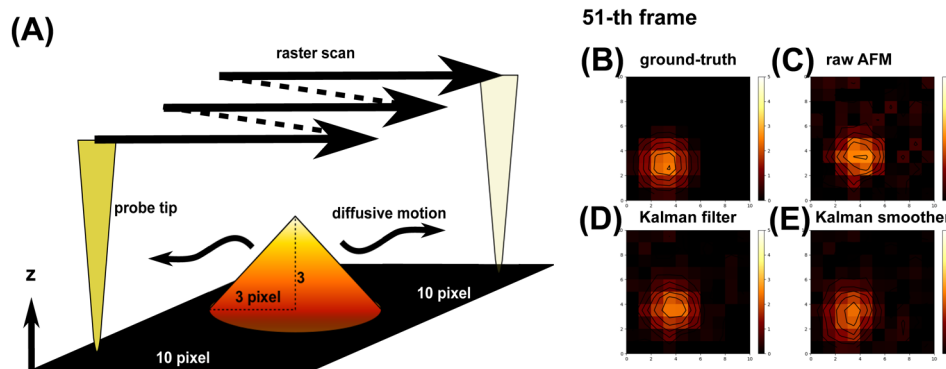 (A)
raster scan
probe tip
diffusive motion
z
3
3 pixel
10 pixel
10 pixel
51-th frame
(B) ground-truth
(C) raw AFM
(D) Kalman filter
(E) Kalman smoother